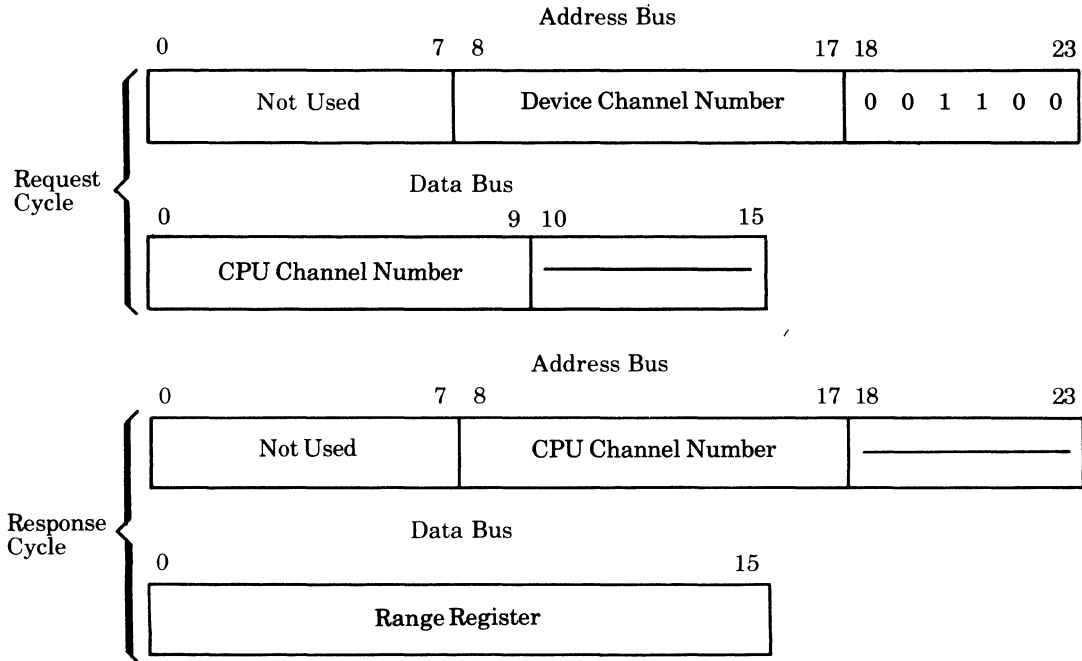 Address Bus
0 7 8 17 18 23
Not Used Device Channel Number 0 0 1 1 0 0
Request
Cycle
Data Bus
0 9 10 15
CPU Channel Number
Address Bus
0 7 8 17 18 23
Not Used CPU Channel Number
Response
Cycle
Data Bus
0 15
Range Register